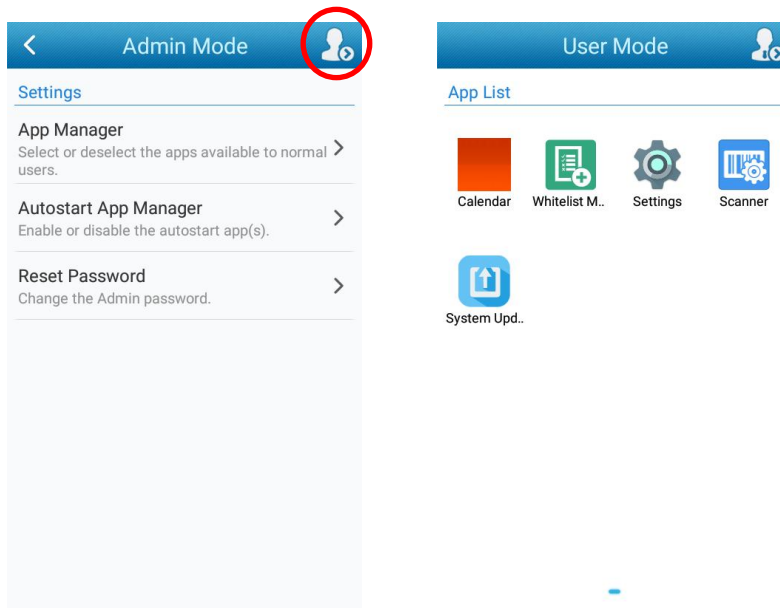 Admin Mode
Settings
App Manager
Select or deselect the apps available to normal
users.
Autostart App Manager
Enable or disable the autostart app(s).
Reset Password
Change the Admin password.
User Mode
App List
Calendar
Whitelist M..
Settings
Scanner
System Upd..